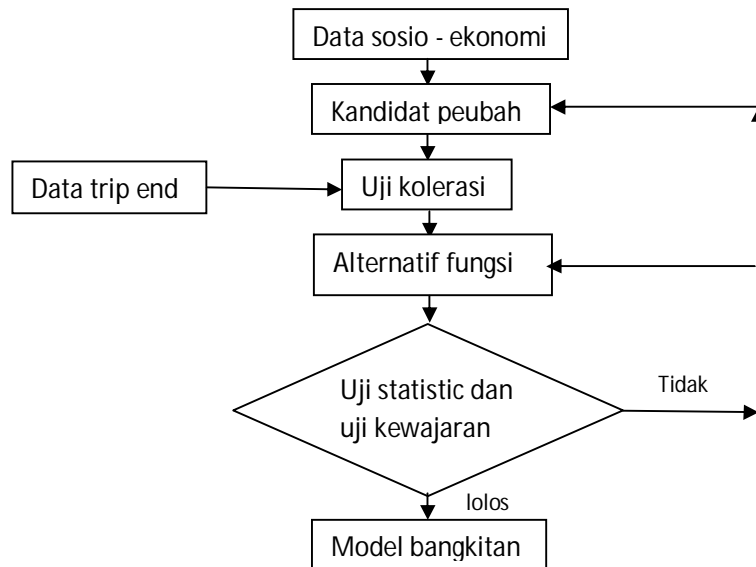 Data sosio - ekonomi
Kandidat peubah
Data trip end
Uji kolerasi
Alternatif fungsi
Uji statistic dan
uji kewajaran
Tidak
lolos
Model bangkitan